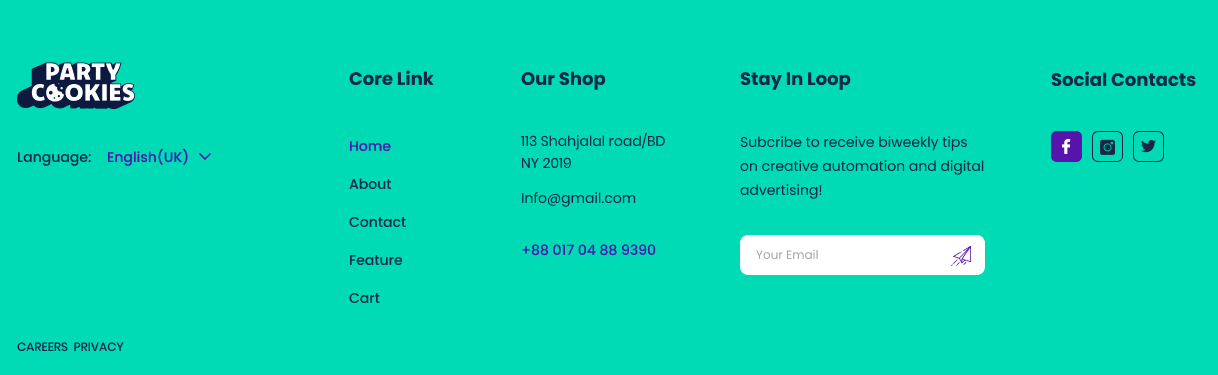 PARTY
COOKIES
Language: English(UK)
Core Link
Home
About
Contact
Feature
Cart
Our Shop
113 Shahjalal road/BD
NY 2019
Info@gmail.com
+88 017 04 88 9390
Stay In Loop
Subcribe to receive biweekly tips
on creative automation and digital
advertising!
Your Email
Social Contacts
CAREERS PRIVACY